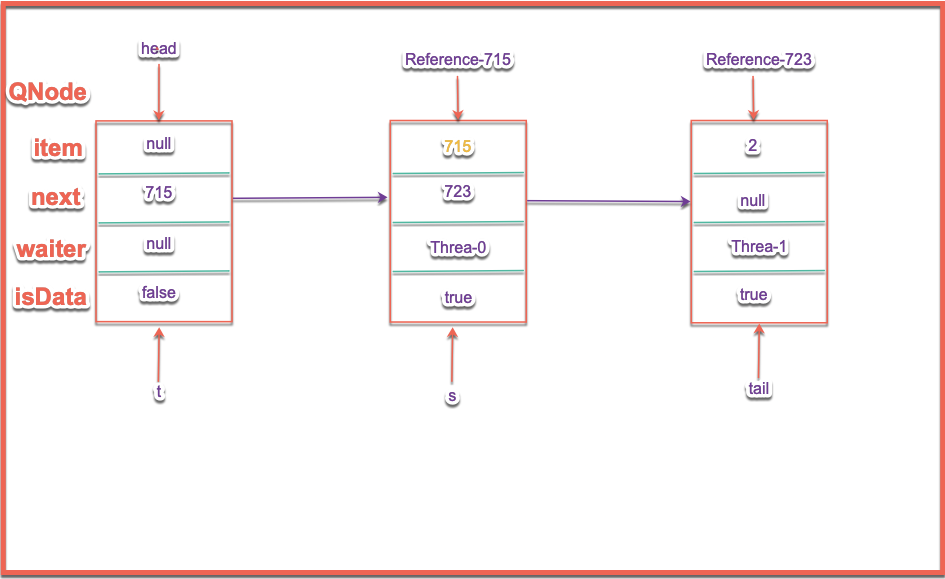 head
Reference-715
Reference-723
QNode
item
null
715
2
next
715
723
null
waiter
null
Threa-0
Threa-1
isData
false
true
true
t
s
tail